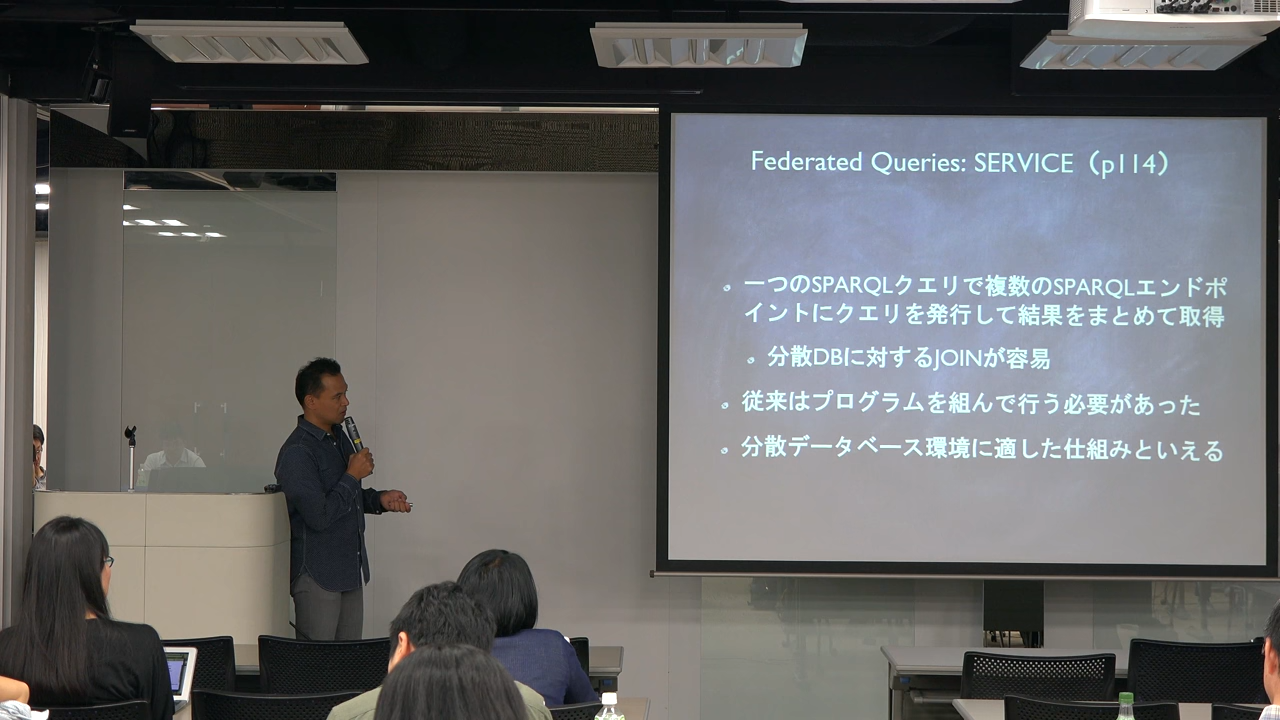 Federated Queries: SERVICE（p114）
一つのSPARQLクエリで複数のSPARQLエンドポ
イントにクエリを発行して結果をまとめて取得
分散DBに対するJOINが容易
従来はプログラムを組んで行う必要があった
分散データベース環境に適した仕組みといえる